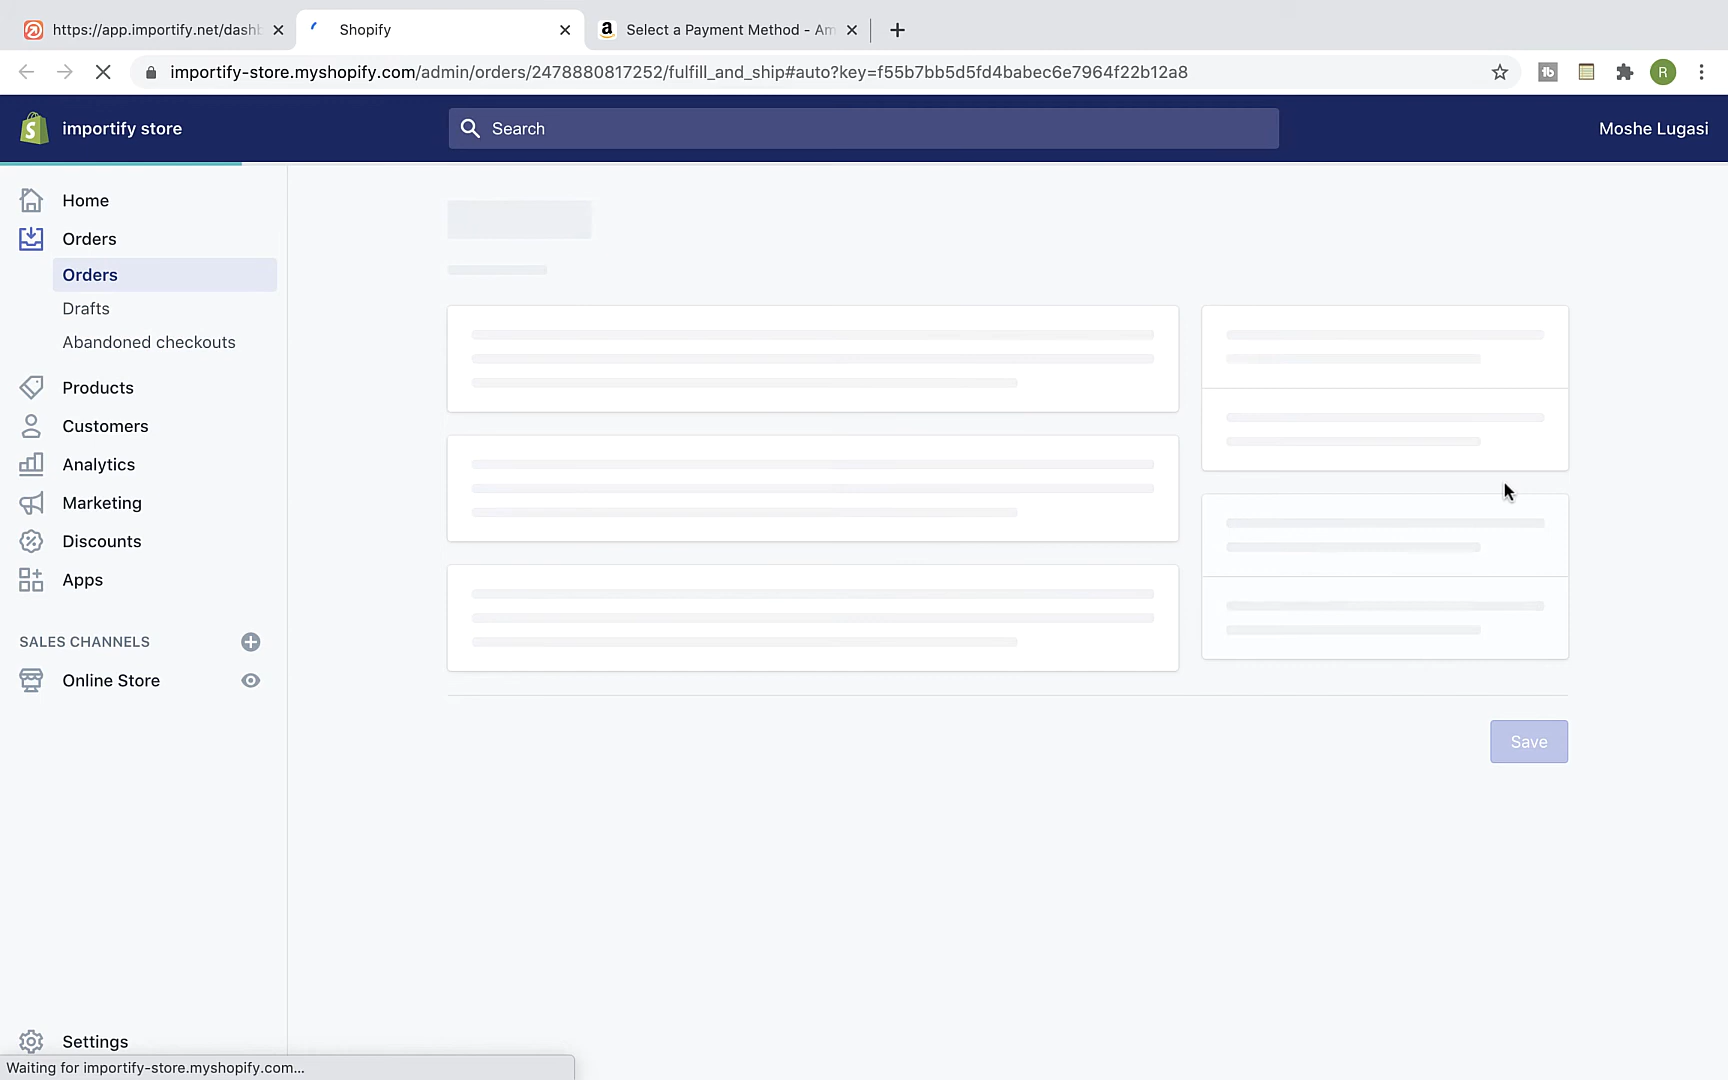 https://app.importify.net/dash
Shopify
Select a Payment Method - Am
importify-store.myshopify.com/admin/orders/2478880817252/fulfill_and_ship#auto?key=f55b7bb5d5fd4babec6e7964f22b12a8
R
importify store
Search
Moshe Lugasi
Home
Orders
Orders
Drafts
Abandoned checkouts
Products
Customers
Analytics
Marketing
Discounts
Apps
SALES CHANNELS
Online Store
Save
Settings
Waiting for importify-store.myshopify.com...